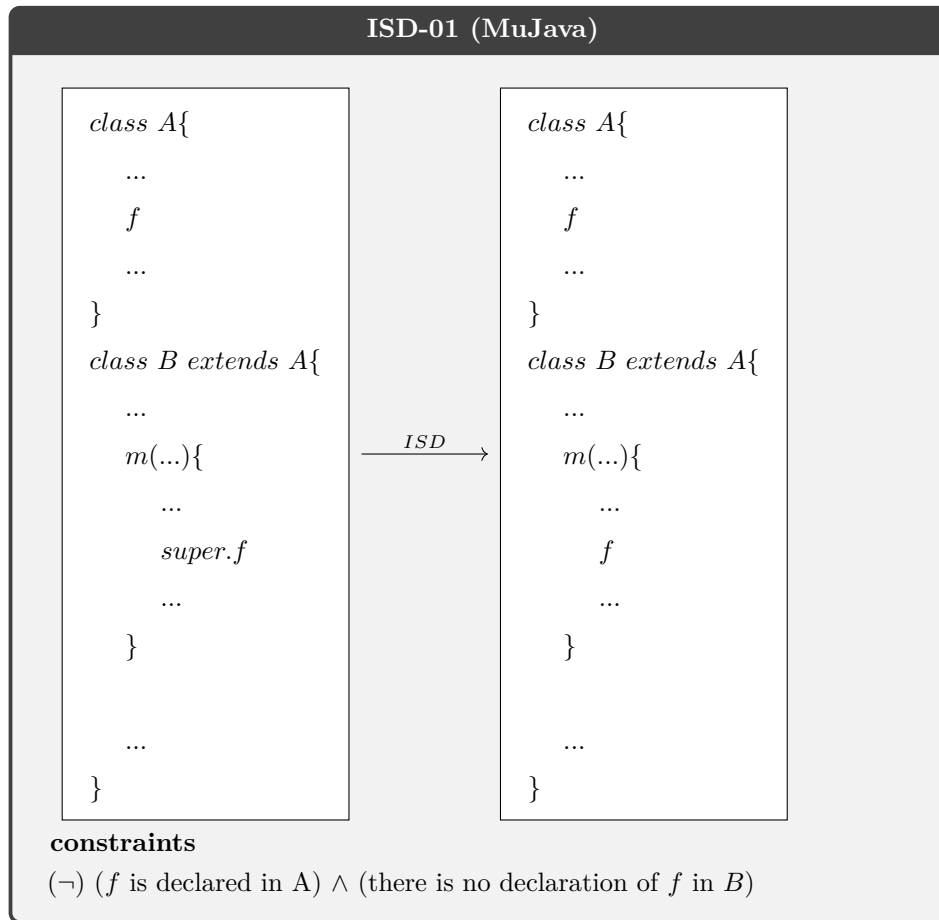 ISD-01 (MuJava)
class A{
...
f
...
}
class B extends A{
...
m(...){
...
super.f
...
}
...
}
ISD
class A{
...
f
...
}
class B extends A{
...
m(...){
...
f
...
}
...
}
constraints
(¬) (f is declared in A) ∧ (there is no declaration of f in B)